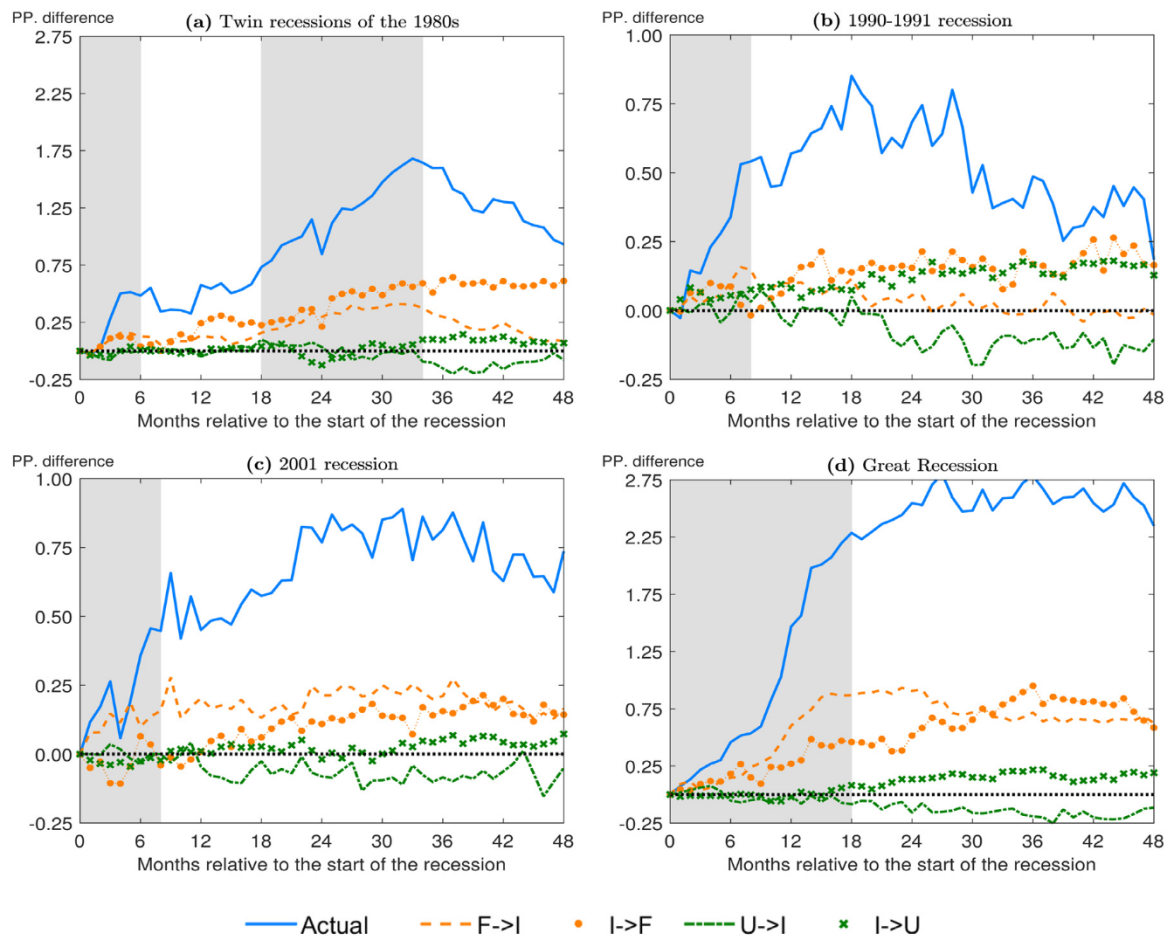 PP. difference
(a) Twin recessions of the 1980s
2.75
2.25
1.75
1.25
0.75
0.25
-0.25
0 6 12 18 24 30 36 42 48
Months relative to the start of the recession
PP. difference
(b) 1990-1991 recession
1.00
0.75
0.50
0.25
0.00
-0.25
0 6 12 18 24 30 36 42 48
Months relative to the start of the recession
PP. difference
(c) 2001 recession
1.00
0.75
0.50
0.25
0.00
-0.25
0 6 12 18 24 30 36 42 48
Months relative to the start of the recession
PP. difference
(d) Great Recession
2.75
2.25
1.75
1.25
0.75
0.25
-0.25
0 6 12 18 24 30 36 42 48
Months relative to the start of the recession
Actual F->I I->F U->I I->U